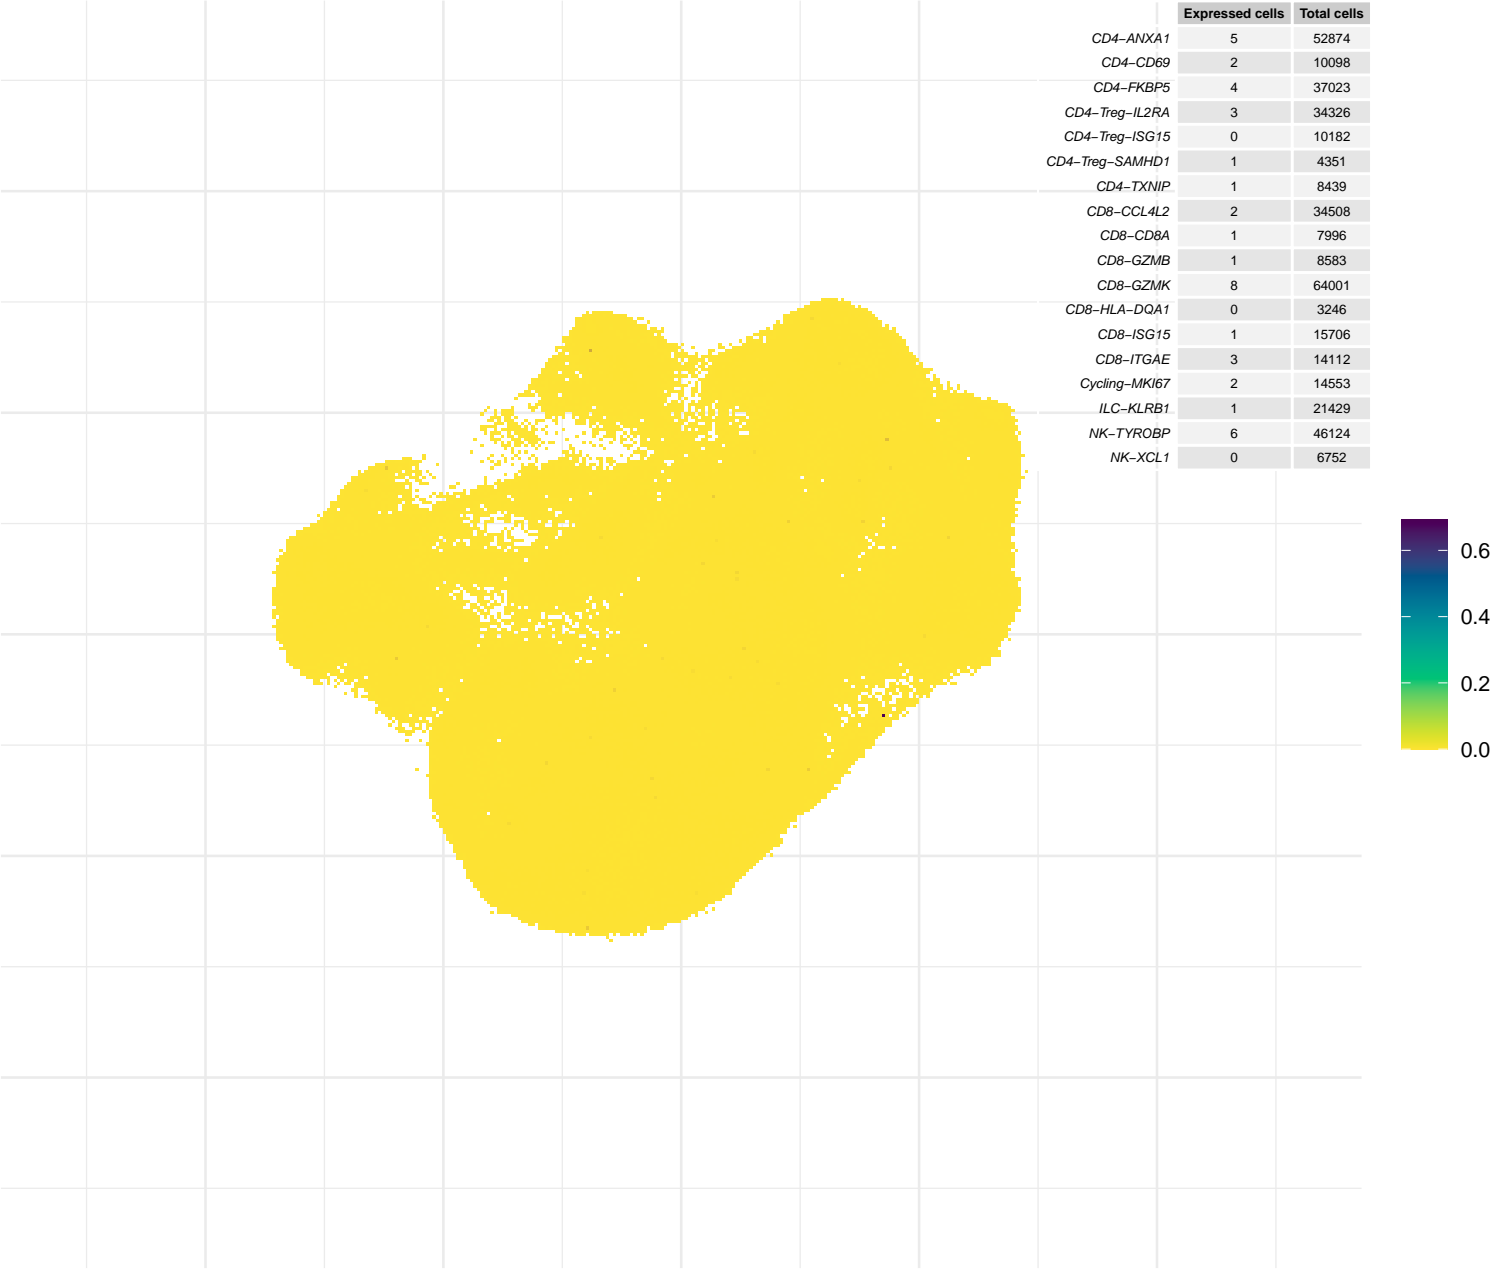 Expressed cells Total cells
CD4−ANXA1 5 52874
CD4−CD69 2 10098
CD4−FKBP5 4 37023
CD4−Treg−IL2RA 3 34326
CD4−Treg−ISG15 0 10182
CD4−Treg−SAMHD1 1 4351
CD4−TXNIP 1 8439
CD8−CCL4L2 2 34508
CD8−CD8A 1 7996
CD8−GZMB 1 8583
CD8−GZMK 8 64001
CD8−HLA−DQA1 0 3246
CD8−ISG15 1 15706
CD8−ITGAE 3 14112
Cycling−MKI67 2 14553
ILC−KLRB1 1 21429
NK−TYROBP 6 46124
NK−XCL1 0 6752
0.6
0.4
0.2
0.0